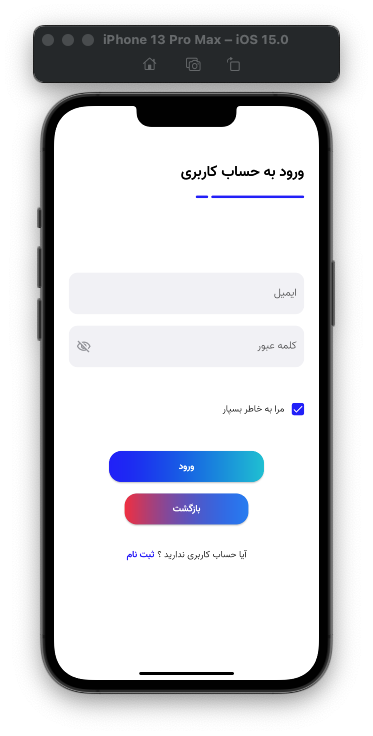 iPhone 13 Pro Max – iOS 15.0
ورود به حساب کاربری
ایمیل
کلمه عبور
مرا به خاطر بسپار
ورود
بازگشت
آیا حساب کاربری ندارید ؟ ثبت نام